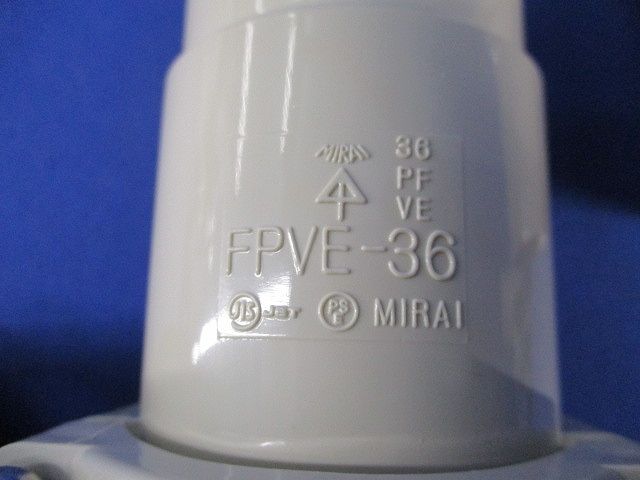 MIRAI 36
PF
VE
FPVE-36
JIS JET PS E MIRAI